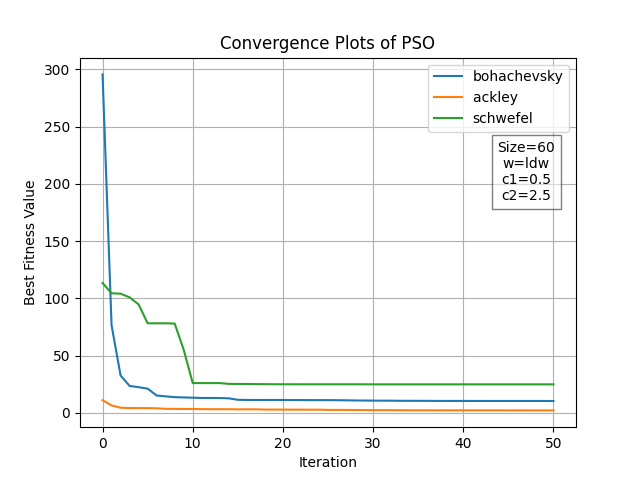 Convergence Plots of PSO
300
250
200
150
100
50
0
Best Fitness Value
bohachevsky
ackley
schwefel
Size=60
w=ldw
c1=0.5
c2=2.5
0 10 20 30 40 50
Iteration